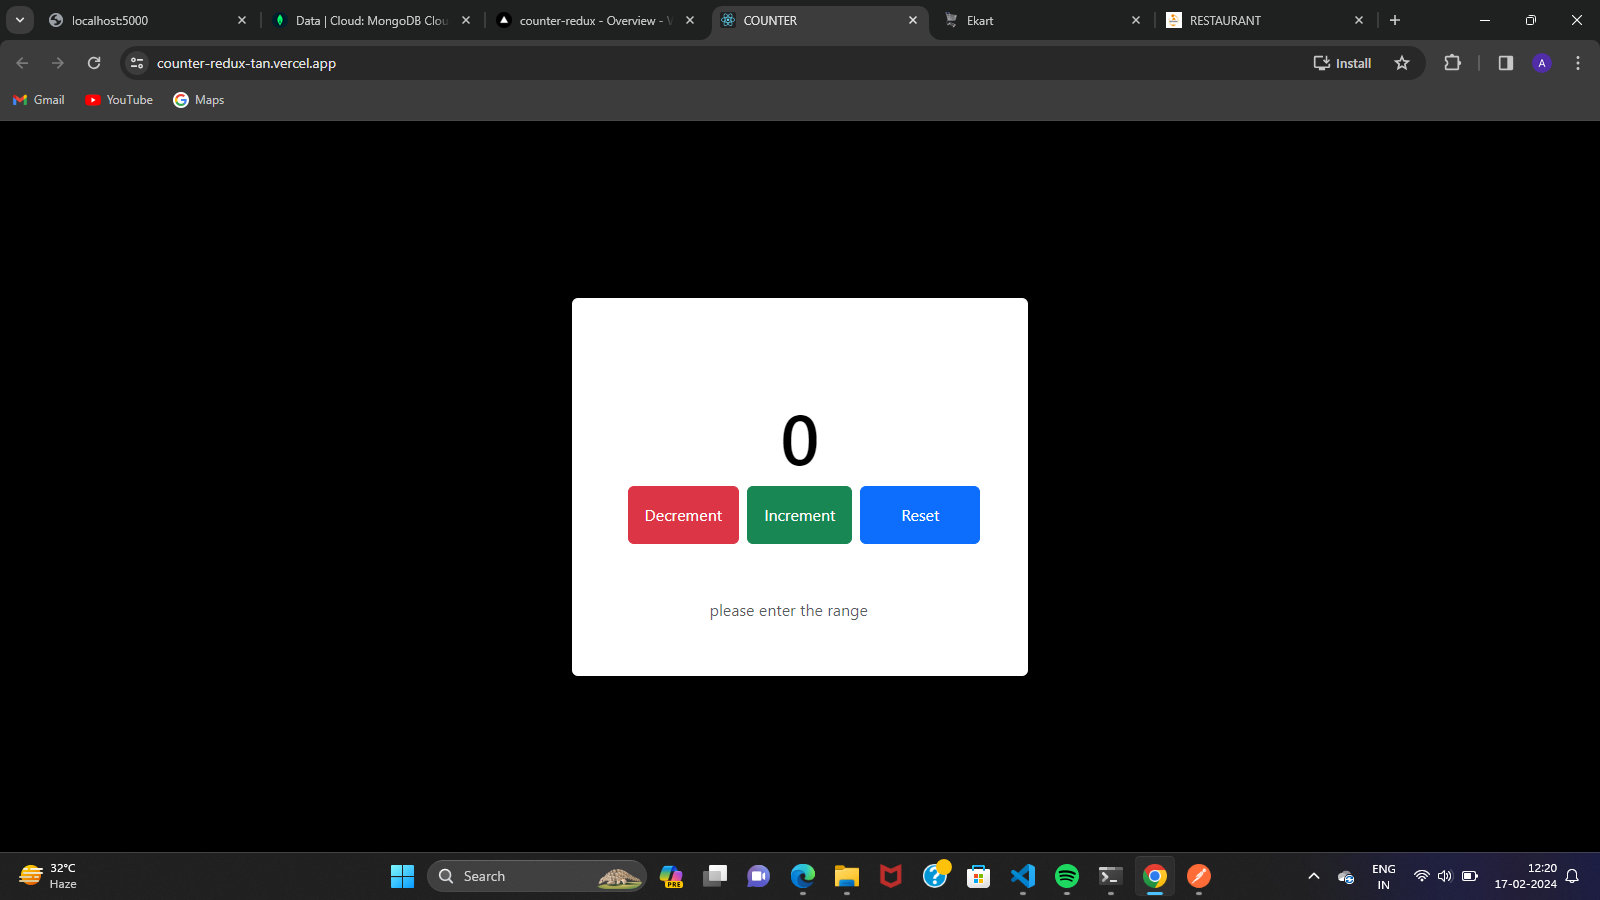 localhost:5000
Data | Cloud: MongoDB Clou
counter-redux - Overview - V
COUNTER
Ekart
RESTAURANT
counter-redux-tan.vercel.app
Install
A
Gmail
YouTube
Maps
0
Decrement
Increment
Reset
please enter the range
32°C
Haze
Search
PRE
ENG
IN
12:20
17-02-2024